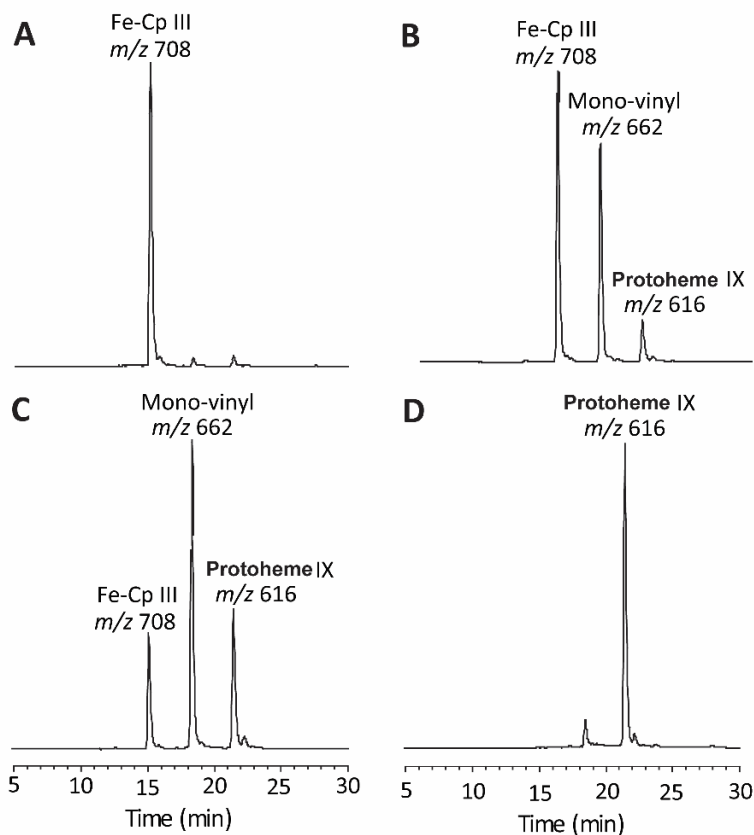 A
Fe-Cp III
m/z 708
B
Fe-Cp III
m/z 708
Mono-vinyl
m/z 662
Protoheme IX
m/z 616
C
Mono-vinyl
m/z 662
Fe-Cp III
m/z 708
Protoheme IX
m/z 616
5 10 15 20 25 30
Time (min)
D
Protoheme IX
m/z 616
5 10 15 20 25 30
Time (min)